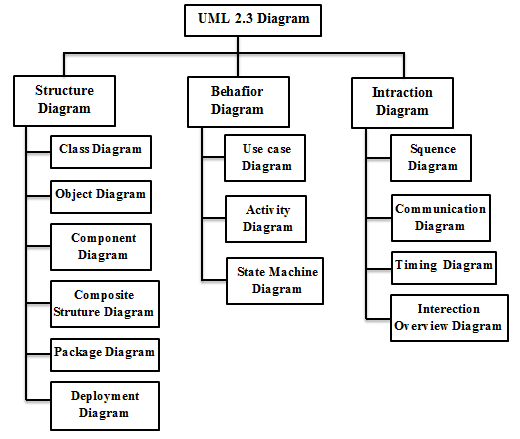 UML 2.3 Diagram
Structure
Diagram
Class Diagram
Object Diagram
Component
Diagram
Composite
Struture Diagram
Package Diagram
Deployment
Diagram
Behafior
Diagram
Use case
Diagram
Activity
Diagram
State Machine
Diagram
Intraction
Diagram
Squence
Diagram
Communication
Diagram
Timing Diagram
Interection
Overview Diagram